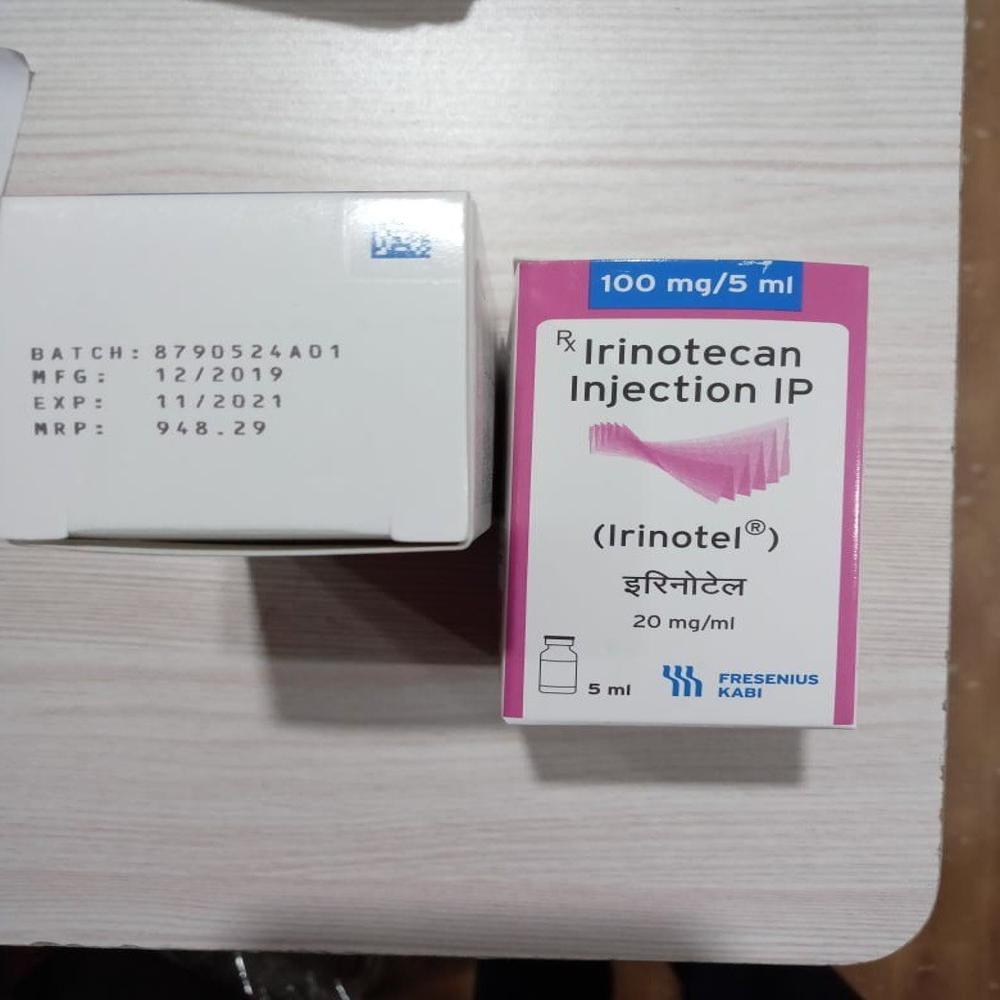 BATCH: 8790524A01
MFG: 12/2019
EXP: 11/2021
MRP: 948.29
100 mg/5 ml
Rx Irinotecan
Injection IP
(Irinotel®)
इरिनोटेल
20 mg/ml
5 ml
FRESENIUS
KABI